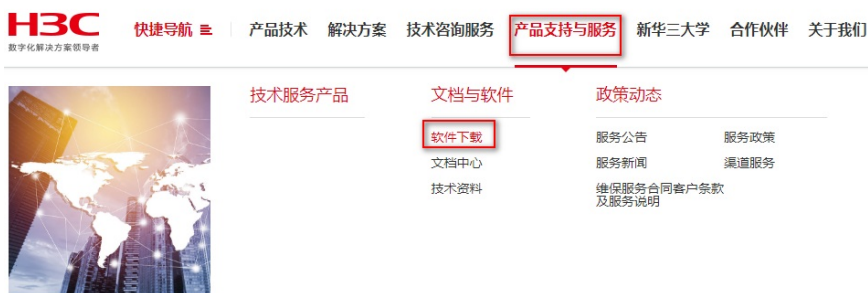 H3C
数字化解决方案领导者
快捷导航
产品技术
解决方案
技术咨询服务
产品支持与服务
新华三大学
合作伙伴
关于我们
技术服务产品
文档与软件
软件下载
文档中心
技术资料
政策动态
服务公告
服务政策
服务新闻
渠道服务
维保服务合同客户条款
及服务说明